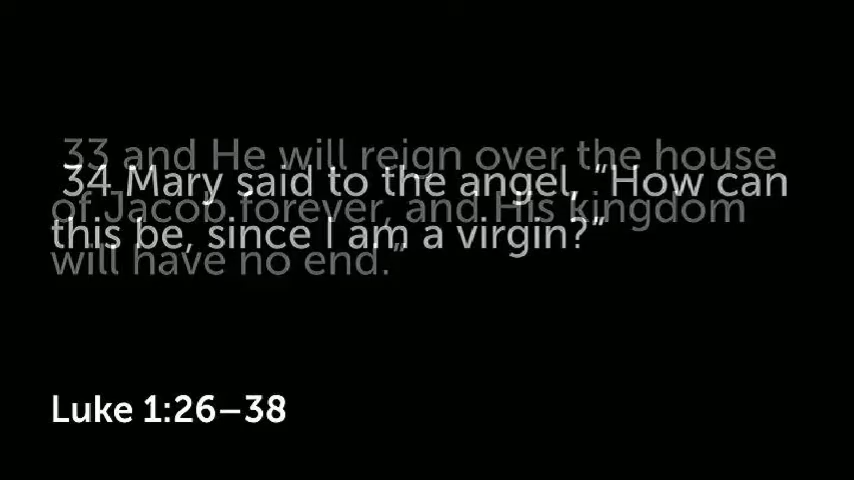 33 and He will reign over the house
34 Mary said to the angel, “How can
of Jacob forever, and His kingdom
this be, since I am a virgin?”
will have no end.”
Luke 1:26–38